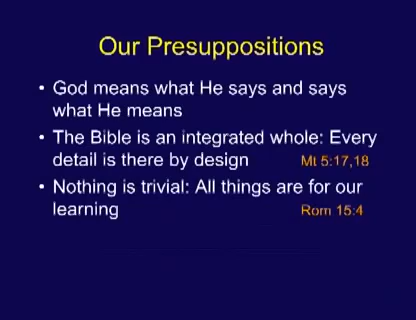 Our Presuppositions
• God means what He says and says
what He means
• The Bible is an integrated whole: Every
detail is there by design Mt 5:17,18
• Nothing is trivial: All things are for our
learning Rom 15:4